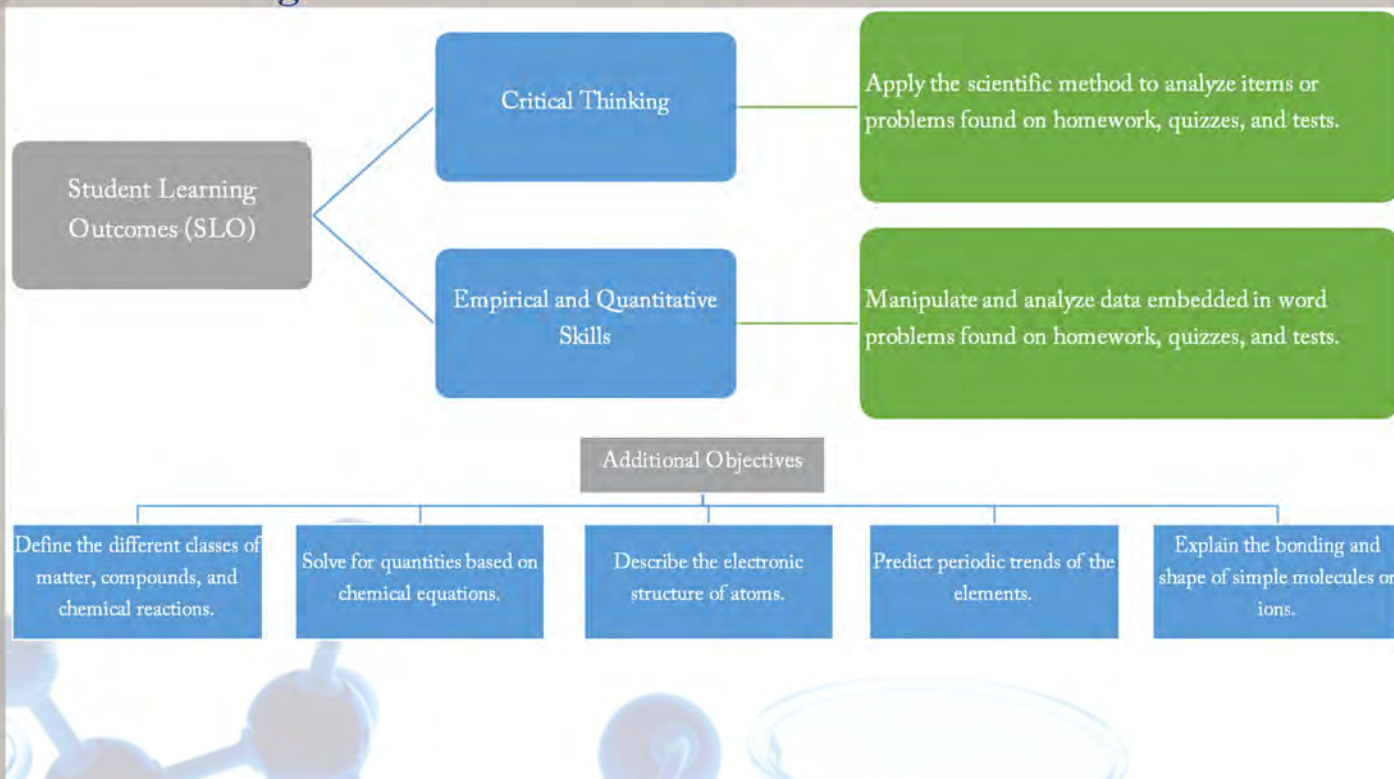 Student Learning
Outcomes (SLO)
Critical Thinking
Apply the scientific method to analyze items or
problems found on homework, quizzes, and tests.
Empirical and Quantitative
Skills
Manipulate and analyze data embedded in word
problems found on homework, quizzes, and tests.
Additional Objectives
Define the different classes of
matter, compounds, and
chemical reactions.
Solve for quantities based on
chemical equations.
Describe the electronic
structure of atoms.
Predict periodic trends of the
elements.
Explain the bonding and
shape of simple molecules or
ions.